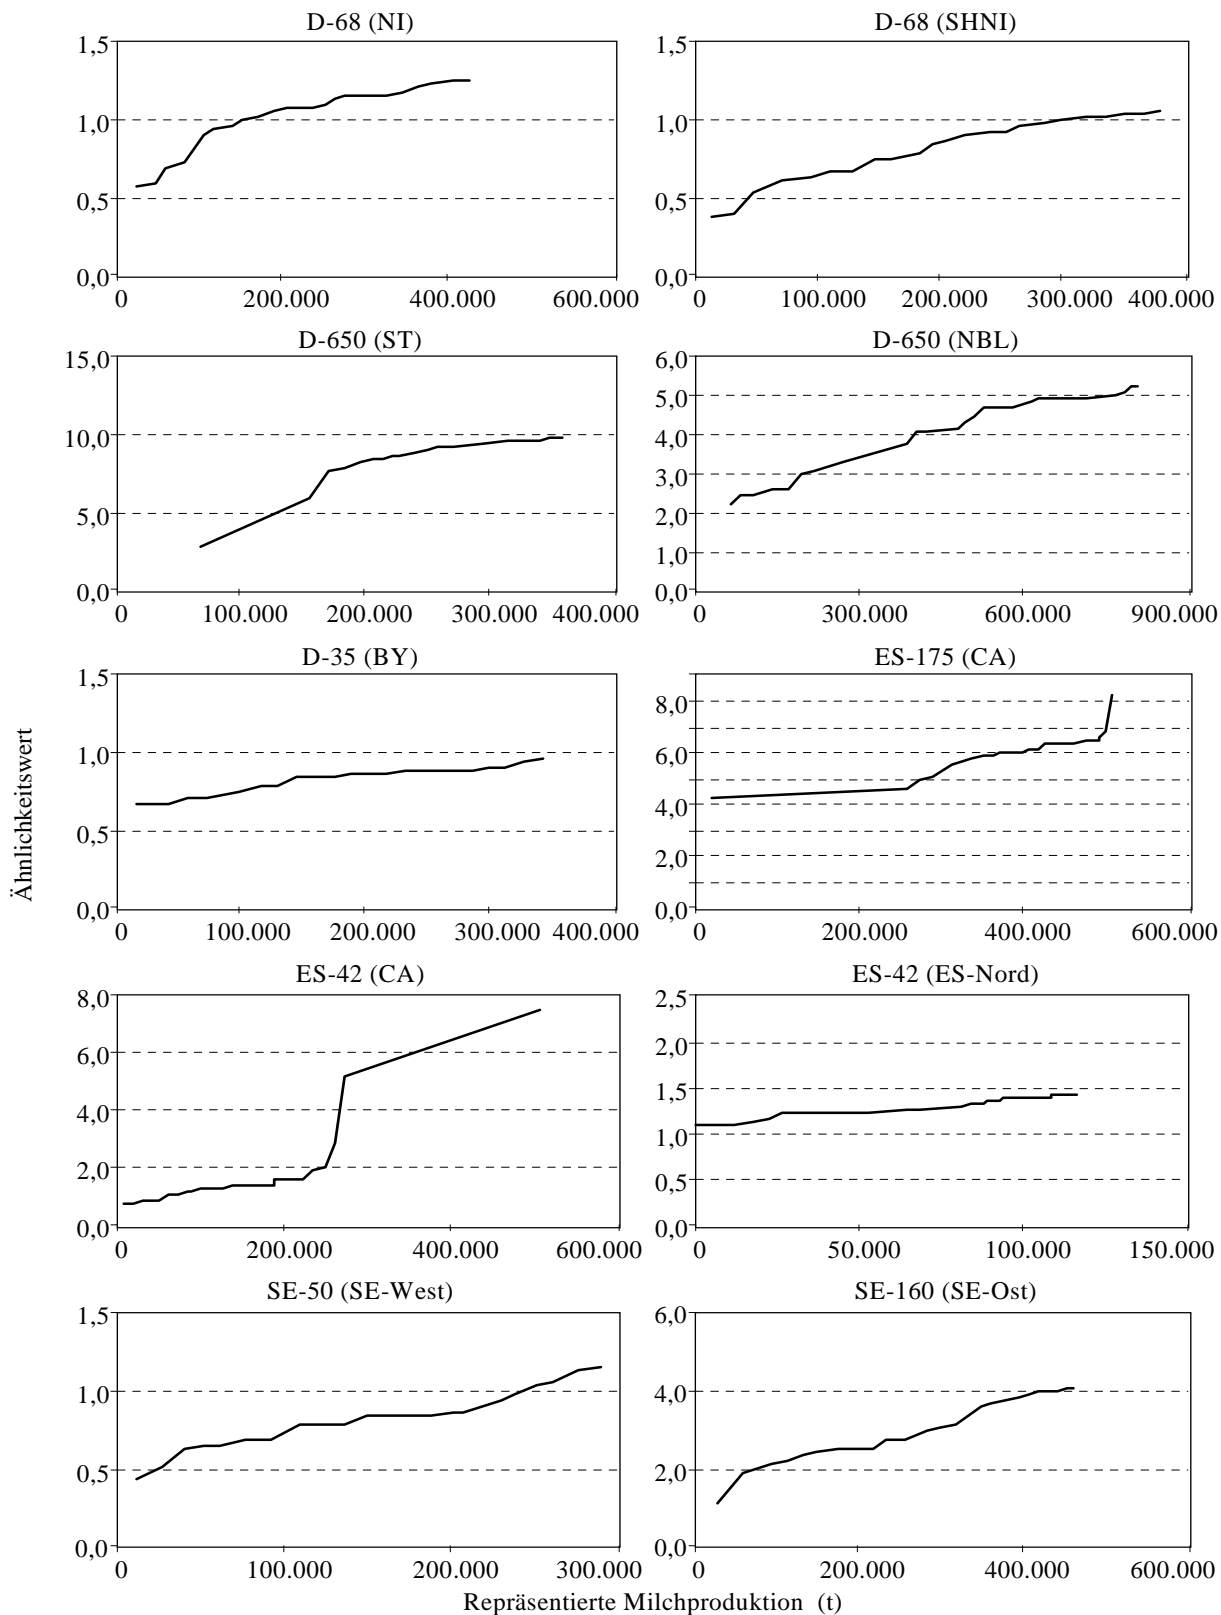 D-68 (NI)
1,5
1,0
0,5
0,0
0 200.000 400.000 600.000
D-68 (SHNI)
1,5
1,0
0,5
0,0
0 100.000 200.000 300.000 400.000
D-650 (ST)
15,0
10,0
5,0
0,0
0 100.000 200.000 300.000 400.000
D-650 (NBL)
6,0
5,0
4,0
3,0
2,0
1,0
0,0
0 300.000 600.000 900.000
D-35 (BY)
1,5
1,0
0,5
0,0
0 100.000 200.000 300.000 400.000
ES-175 (CA)
8,0
6,0
4,0
2,0
0,0
0 200.000 400.000 600.000
Ähnlichkeitswert
ES-42 (CA)
8,0
6,0
4,0
2,0
0,0
0 200.000 400.000 600.000
ES-42 (ES-Nord)
2,5
2,0
1,5
1,0
0,5
0,0
0 50.000 100.000 150.000
SE-50 (SE-West)
1,5
1,0
0,5
0,0
0 100.000 200.000 300.000
SE-160 (SE-Ost)
6,0
4,0
2,0
0,0
0 200.000 400.000 600.000
Repräsentierte Milchproduktion (t)